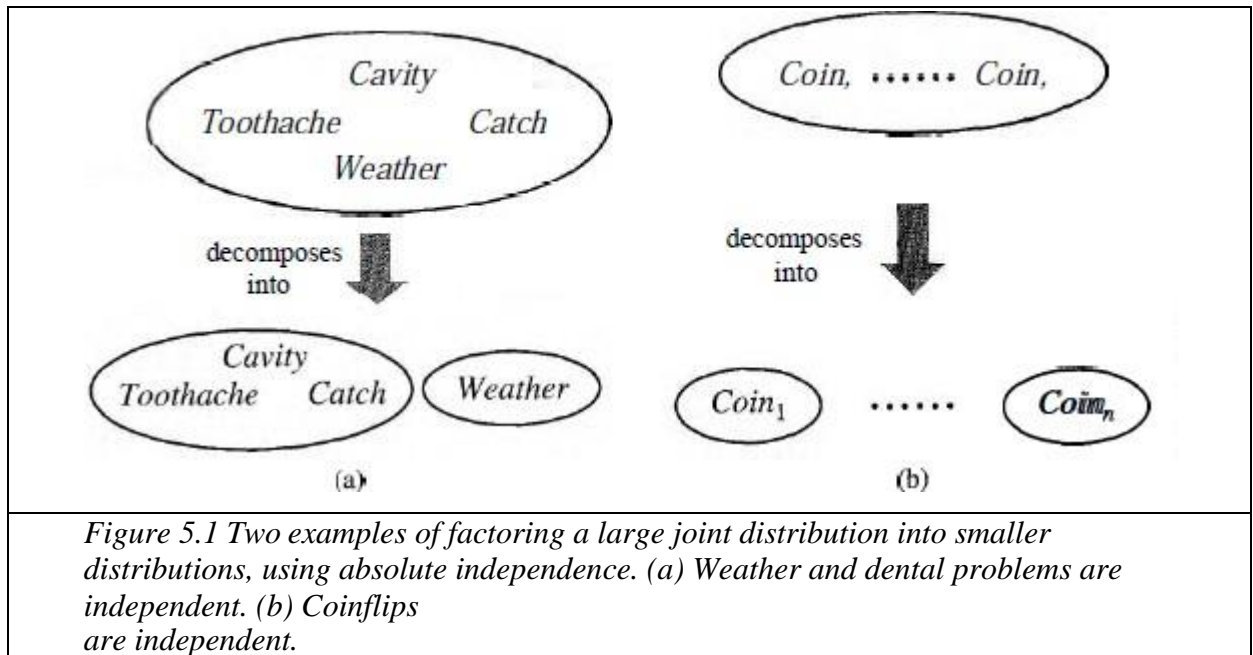 Cavity
Toothache Catch
Weather
decomposes
into
Cavity
Toothache Catch
Weather
(a)
Coin, ...... Coin,
decomposes
into
Coin₁ ...... Coinₙ
(b)
Figure 5.1 Two examples of factoring a large joint distribution into smaller
distributions, using absolute independence. (a) Weather and dental problems are
independent. (b) Coinflips
are independent.